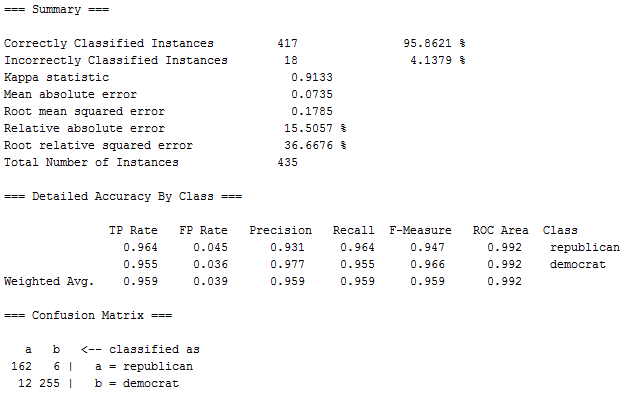 === Summary ===
Correctly Classified Instances 417 95.8621 %
Incorrectly Classified Instances 18 4.1379 %
Kappa statistic 0.9133
Mean absolute error 0.0735
Root mean squared error 0.1785
Relative absolute error 15.5057 %
Root relative squared error 36.6676 %
Total Number of Instances 435
=== Detailed Accuracy By Class ===
TP Rate FP Rate Precision Recall F-Measure ROC Area Class
0.964 0.045 0.931 0.964 0.947 0.992 republican
0.955 0.036 0.977 0.955 0.966 0.992 democrat
Weighted Avg. 0.959 0.039 0.959 0.959 0.959 0.992
=== Confusion Matrix ===
a b <-- classified as
162 6 | a = republican
12 255 | b = democrat